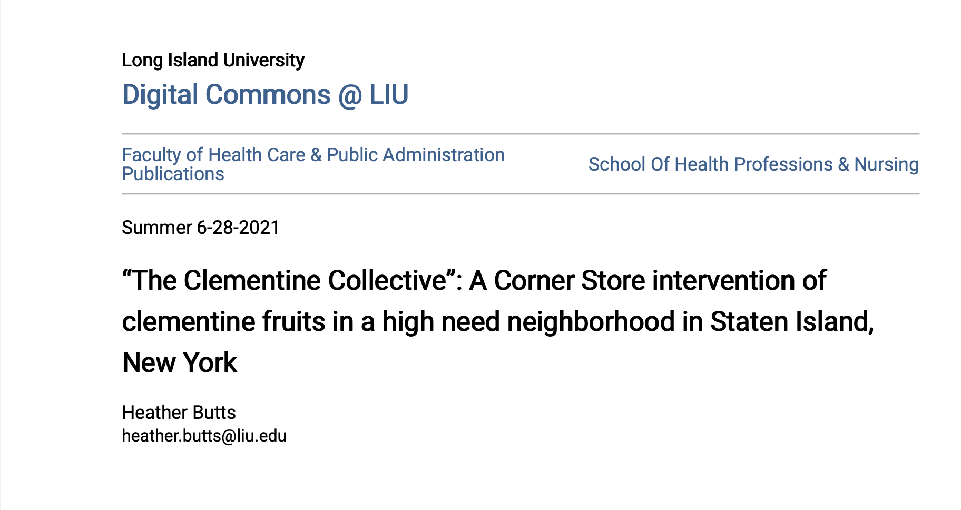 Long Island University
Digital Commons @ LIU
Faculty of Health Care & Public Administration
Publications
School Of Health Professions & Nursing
Summer 6-28-2021
“The Clementine Collective”: A Corner Store intervention of
clementine fruits in a high need neighborhood in Staten Island,
New York
Heather Butts
heather.butts@liu.edu